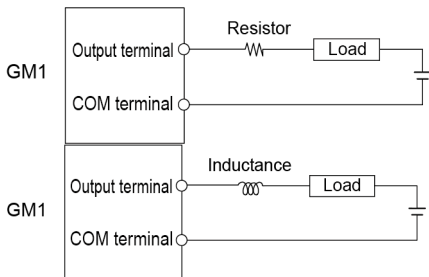 Resistor
Output terminal
Load
GM1
COM terminal
Inductance
Output terminal
Load
GM1
COM terminal